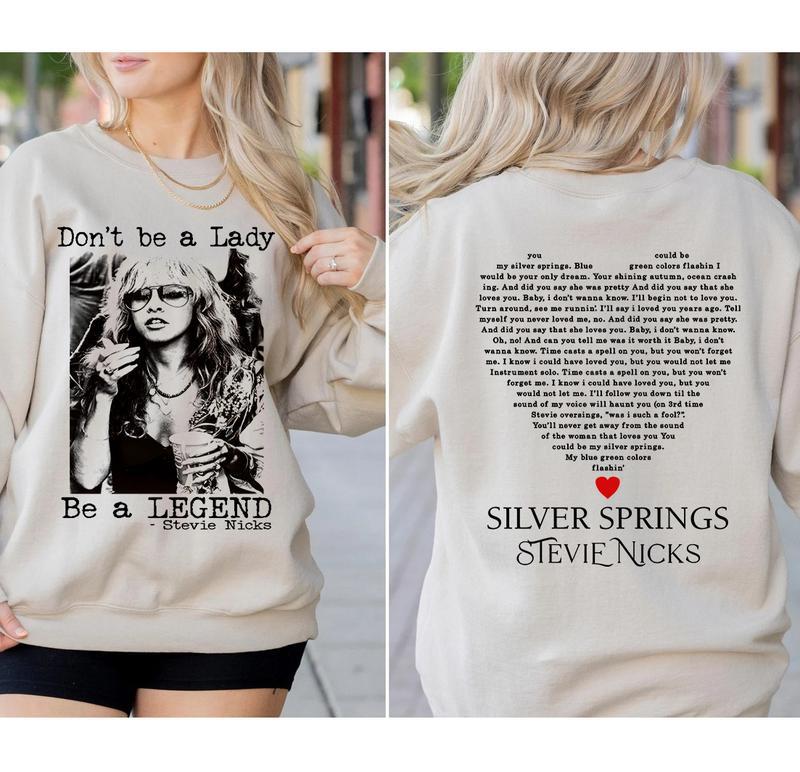 Don't be a Lady
Be a LEGEND
- Stevie Nicks
you could be
my silver springs. Blue green colors flashin I
would be your only dream. Your shining autumn, ocean crash
ing. And did you say she was pretty And did you say that she
loves you. Baby, i don't wanna know. I'll begin not to love you.
Turn around, see me runnin'. I'll say i loved you years ago. Tell
myself you never loved me, no. And did you say she was pretty.
And did you say that she loves you. Baby, i don't wanna know.
Oh, no! And can you tell me was it worth it Baby, i don't
wanna know. Time casts a spell on you, but you won't forget
me. I know i could have loved you, but you would not let me
Instrument solo. Time casts a spell on you, but you won't
forget me. I know i could have loved you, but you
would not let me. I'll follow you down til the
sound of my voice will haunt you (on 3rd time
Stevie oversings, "was i such a fool?".
You'll never get away from the sound
of the woman that loves you You
could be my silver springs.
My blue green colors
flashin'
SILVER SPRINGS
STEVIE NICKS